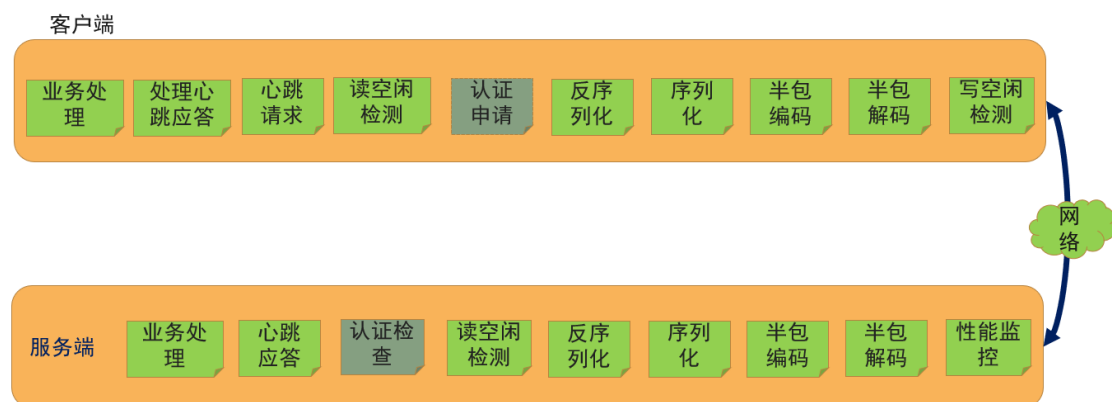 客户端
业务处
理
处理心
跳应答
心跳
请求
读空闲
检测
认证
申请
反序
列化
序列
化
半包
编码
半包
解码
写空闲
检测
网
络
服务端
业务处
理
心跳
应答
认证检
查
读空闲
检测
反序
列化
序列
化
半包
编码
半包
解码
性能监
控